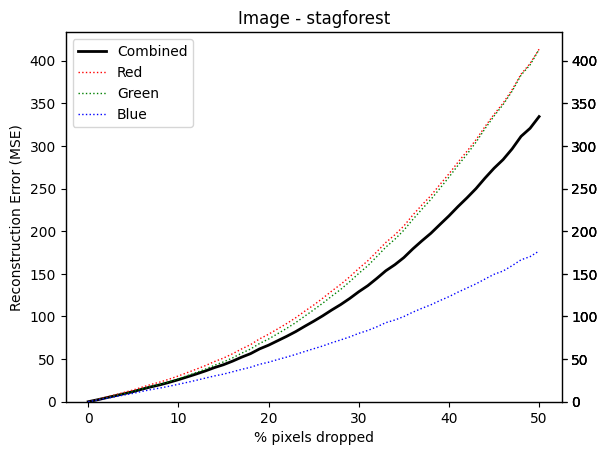 Image - stagforest
Combined
Red
Green
Blue
Reconstruction Error (MSE)
400
350
300
250
200
150
100
50
0
400
350
300
250
200
150
100
50
0
0 10 20 30 40 50
% pixels dropped